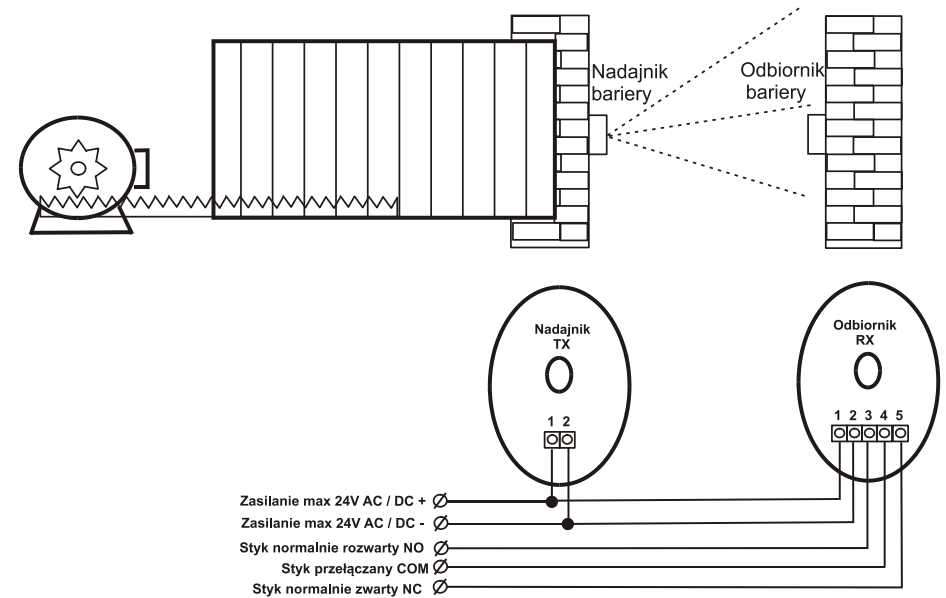 Nadajnik
bariery
Odbiornik
bariery
Nadajnik
TX
1 2
Odbiornik
RX
1 2 3 4 5
Zasilanie max 24V AC / DC +
Zasilanie max 24V AC / DC -
Styk normalnie rozwarty NO
Styk przełączany COM
Styk normalnie zwarty NC